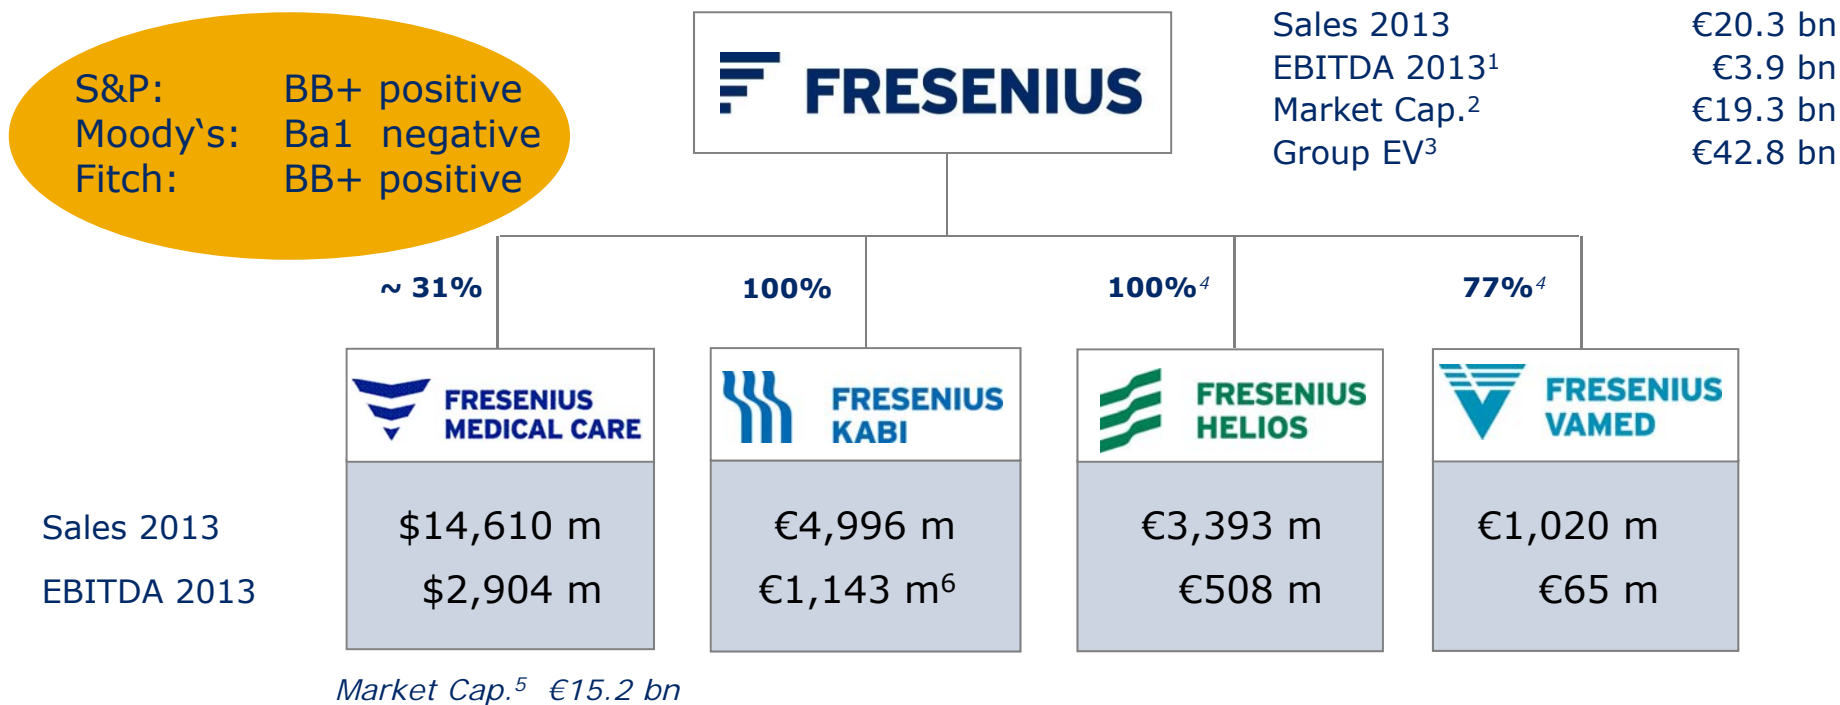 S&P: BB+ positive
Moody‘s: Ba1 negative
Fitch: BB+ positive
FRESENIUS
Sales 2013 €20.3 bn
EBITDA 2013¹ €3.9 bn
Market Cap.² €19.3 bn
Group EV³ €42.8 bn
~ 31% 100% 100%⁴ 77%⁴
FRESENIUS
MEDICAL CARE
FRESENIUS
KABI
FRESENIUS
HELIOS
FRESENIUS
VAMED
Sales 2013 $14,610 m €4,996 m €3,393 m €1,020 m
EBITDA 2013 $2,904 m €1,143 m⁶ €508 m €65 m
Market Cap.⁵ €15.2 bn